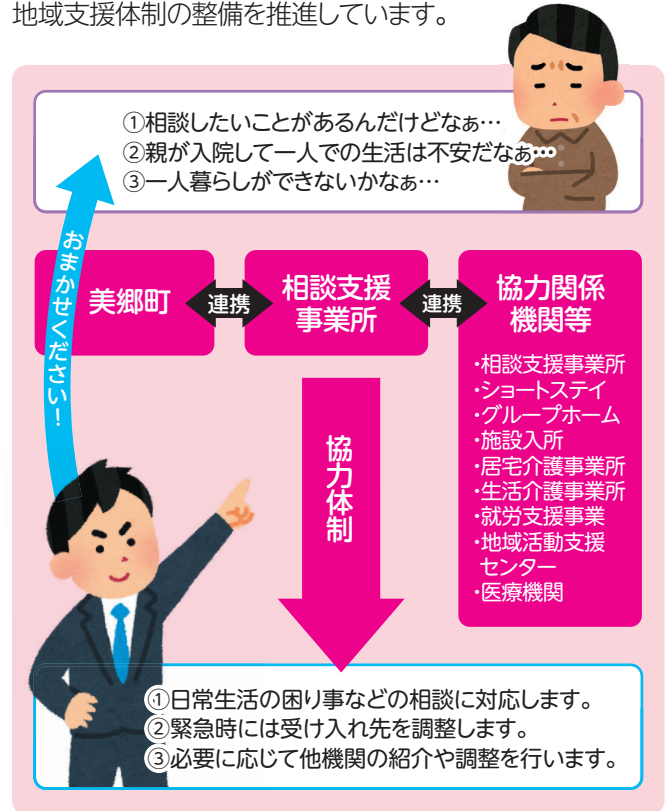 地域支援体制の整備を推進しています。
①相談したいことがあるんだけどなぁ…
②親が入院して一人での生活は不安だなぁ…
③一人暮らしができないかなぁ…
おまかせください！
美郷町
連携
相談支援
事業所
連携
協力関係
機関等
・相談支援事業所
・ショートステイ
・グループホーム
・施設入所
・居宅介護事業所
・生活介護事業所
・就労支援事業
・地域活動支援
センター
・医療機関
協力体制
①日常生活の困り事などの相談に対応します。
②緊急時には受け入れ先を調整します。
③必要に応じて他機関の紹介や調整を行います。